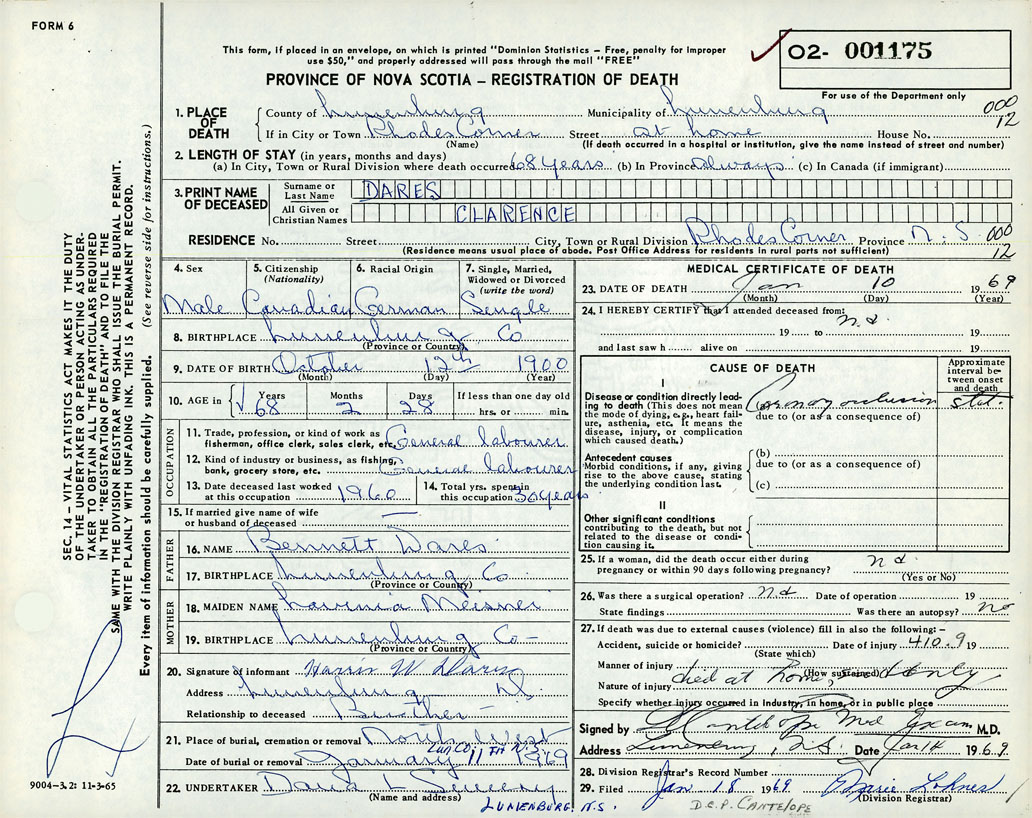 FORM 6
This form, if placed in an envelope, on which is printed "Dominion Statistics – Free, penalty for improper
use $50," and properly addressed will pass through the mail "FREE"
PROVINCE OF NOVA SCOTIA – REGISTRATION OF DEATH
O2- 001175
For use of the Department only
000
12
1. PLACE OF DEATH
County of Lunenburg Municipality of Lunenburg
If in City or Town Rhodes Corner Street at home House No.
(Name) (If death occurred in a hospital or institution, give the name instead of street and number)
2. LENGTH OF STAY (in years, months and days)
(a) In City, Town or Rural Division where death occurred 68 years (b) In Province always (c) In Canada (if immigrant)
3. PRINT NAME OF DECEASED
Surname or Last Name DARES
All Given or Christian Names CLARENCE
RESIDENCE No. Street City, Town or Rural Division Rhodes Corner Province N.S. 000
(Residence means usual place of abode. Post Office Address for residents in rural parts not sufficient) 12
4. Sex
Male
5. Citizenship (Nationality)
Canadian
6. Racial Origin
German
7. Single, Married, Widowed or Divorced (write the word)
Single
8. BIRTHPLACE Lunenburg Co
(Province or Country)
9. DATE OF BIRTH October 12th 1900
(Month) (Day) (Year)
10. AGE in Years Months Days If less than one day old
68 2 28 hrs. or min.
OCCUPATION
11. Trade, profession, or kind of work as fisherman, office clerk, sales clerk, etc. General labourer
12. Kind of industry or business, as fishing, bank, grocery store, etc. General labourer
13. Date deceased last worked at this occupation 1960
14. Total yrs. spent in this occupation 30 years
15. If married give name of wife or husband of deceased —
FATHER
16. NAME Bennett Dares
17. BIRTHPLACE Lunenburg Co
(Province or Country)
MOTHER
18. MAIDEN NAME Lavinia Meisner
19. BIRTHPLACE Lunenburg Co –
(Province or Country)
20. Signature of informant Harris W Dares
Address Lunenburg N.S.
Relationship to deceased Brother
21. Place of burial, cremation or removal North West
Lun Co. N.S.
Date of burial or removal January 11 1969
22. UNDERTAKER David L Sweeny
(Name and address)
LUNENBURG. N.S.
MEDICAL CERTIFICATE OF DEATH
23. DATE OF DEATH Jan 10 1969
(Month) (Day) (Year)
24. I HEREBY CERTIFY that I attended deceased from:
19 to 19
and last saw h alive on 19
CAUSE OF DEATH
Approximate interval between onset and death
I
Disease or condition directly leading to death (This does not mean the mode of dying, e.g., heart failure, asthenia, etc. It means the disease, injury, or complication which caused death.)
Coronary occlusion stat.
due to (or as a consequence of)
Antecedent causes
Morbid conditions, if any, giving rise to the above cause, stating the underlying condition last.
(b)
due to (or as a consequence of)
(c)
II
Other significant conditions
contributing to the death, but not related to the disease or condition causing it.
25. If a woman, did the death occur either during
pregnancy or within 90 days following pregnancy?
(Yes or No)
26. Was there a surgical operation? Date of operation 19
State findings Was there an autopsy? no
27. If death was due to external causes (violence) fill in also the following:–
Accident, suicide or homicide? Date of injury 410.9 19
(State which)
Manner of injury
(How sustained)
Nature of injury died at home,
Specify whether injury occurred in Industry, in home, or in public place
Signed by Cantelope Med Exam M.D.
Address Lunenburg, N.S. Date Jan 14 1969.
28. Division Registrar's Record Number
29. Filed Jan 18 1969 Marie Lohnes
(Division Registrar)
D.C.P. CANTELOPE
SEC. 14 – VITAL STATISTICS ACT MAKES IT THE DUTY
OF THE UNDERTAKER OR PERSON ACTING AS UNDER-
TAKER TO OBTAIN ALL THE PARTICULARS REQUIRED
IN THE "REGISTRATION OF DEATH" AND TO FILE THE
SAME WITH THE DIVISION REGISTRAR WHO SHALL ISSUE THE BURIAL PERMIT.
WRITE PLAINLY WITH UNFADING INK. THIS IS A PERMANENT RECORD.
Every item of information should be carefully supplied. (See reverse side for instructions.)
9004-3.2: 11-3-65